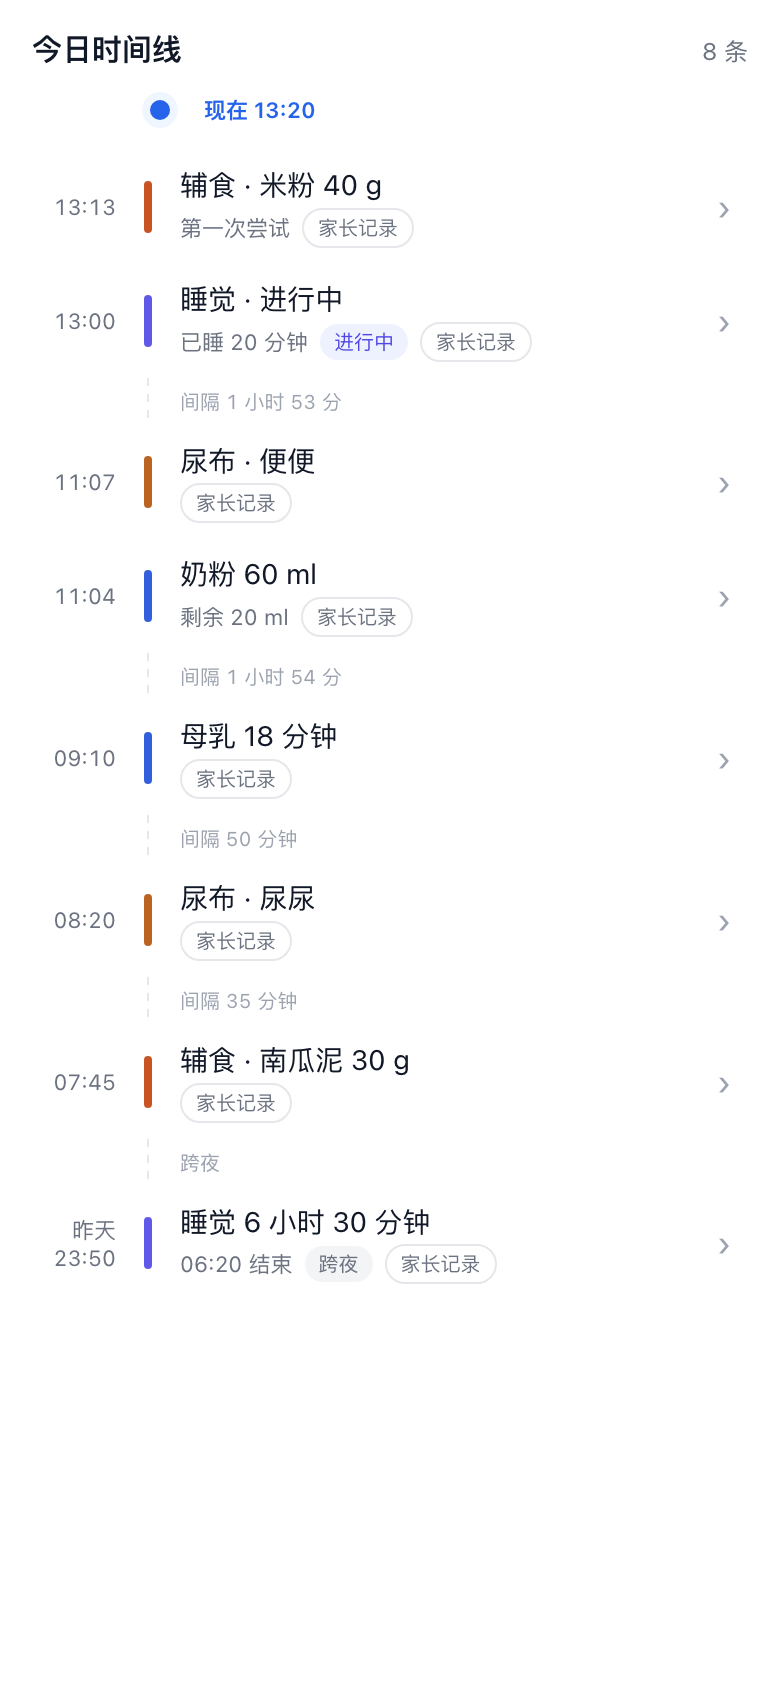 今日时间线
8 条
现在 13:20
13:13
辅食 · 米粉 40 g
第一次尝试 家长记录
13:00
睡觉 · 进行中
已睡 20 分钟 进行中 家长记录
间隔 1 小时 53 分
11:07
尿布 · 便便
家长记录
11:04
奶粉 60 ml
剩余 20 ml 家长记录
间隔 1 小时 54 分
09:10
母乳 18 分钟
家长记录
间隔 50 分钟
08:20
尿布 · 尿尿
家长记录
间隔 35 分钟
07:45
辅食 · 南瓜泥 30 g
家长记录
跨夜
昨天
23:50
睡觉 6 小时 30 分钟
06:20 结束 跨夜 家长记录